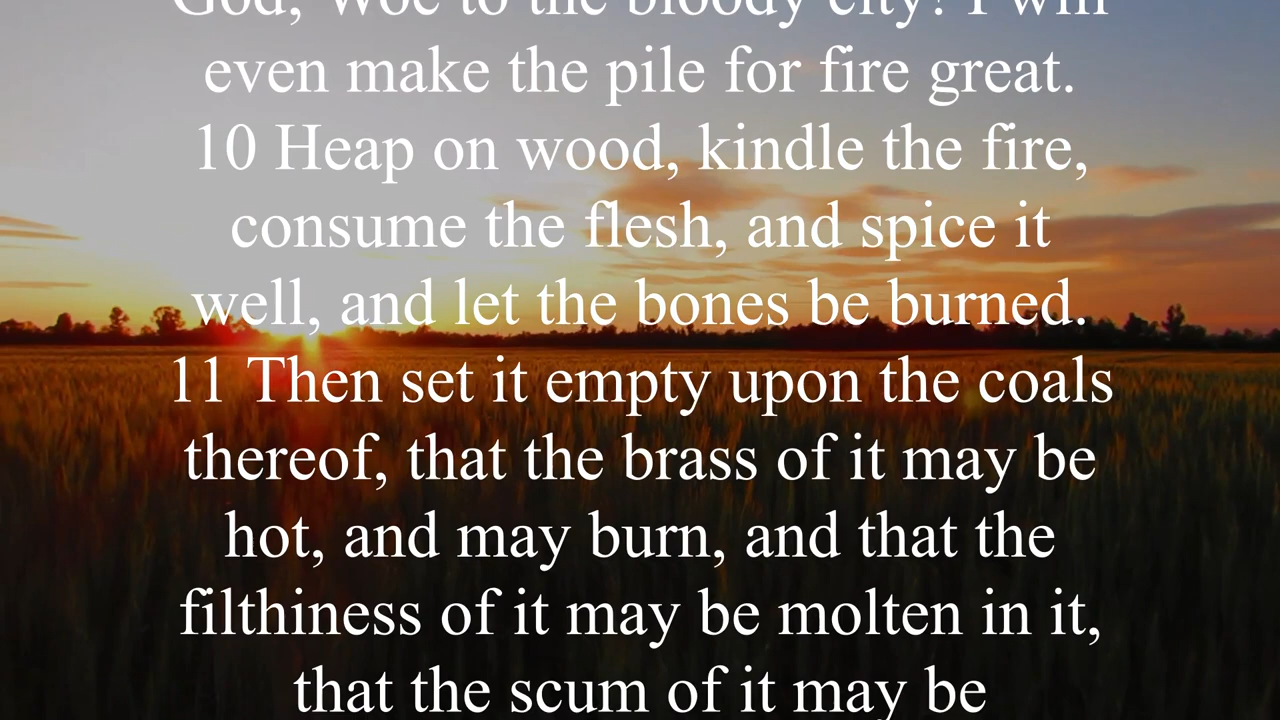 God; Woe to the bloody city! I will
even make the pile for fire great.
10 Heap on wood, kindle the fire,
consume the flesh, and spice it
well, and let the bones be burned.
11 Then set it empty upon the coals
thereof, that the brass of it may be
hot, and may burn, and that the
filthiness of it may be molten in it,
that the scum of it may be